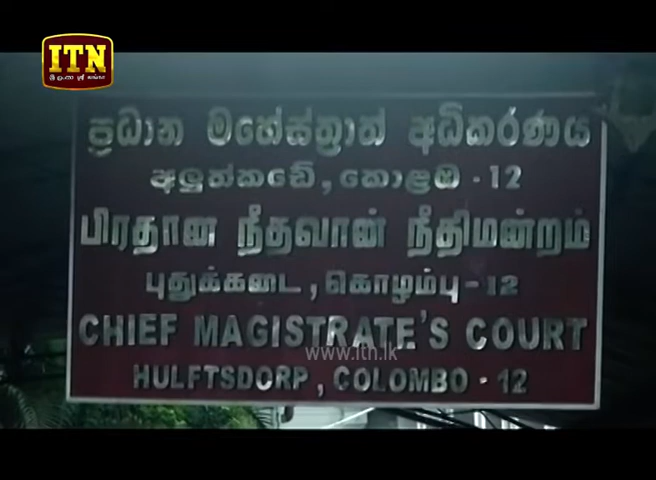 ITN
ප්‍රධාන මහේස්ත්‍රාත් අධිකරණය
අලුත්කඩේ, කොළඹ - 12
பிரதான நீதவான் நீதிமன்றம்
புதுக்கடை, கொழும்பு - 12
CHIEF MAGISTRATE'S COURT
www.itn.lk
HULFTSDORP, COLOMBO - 12